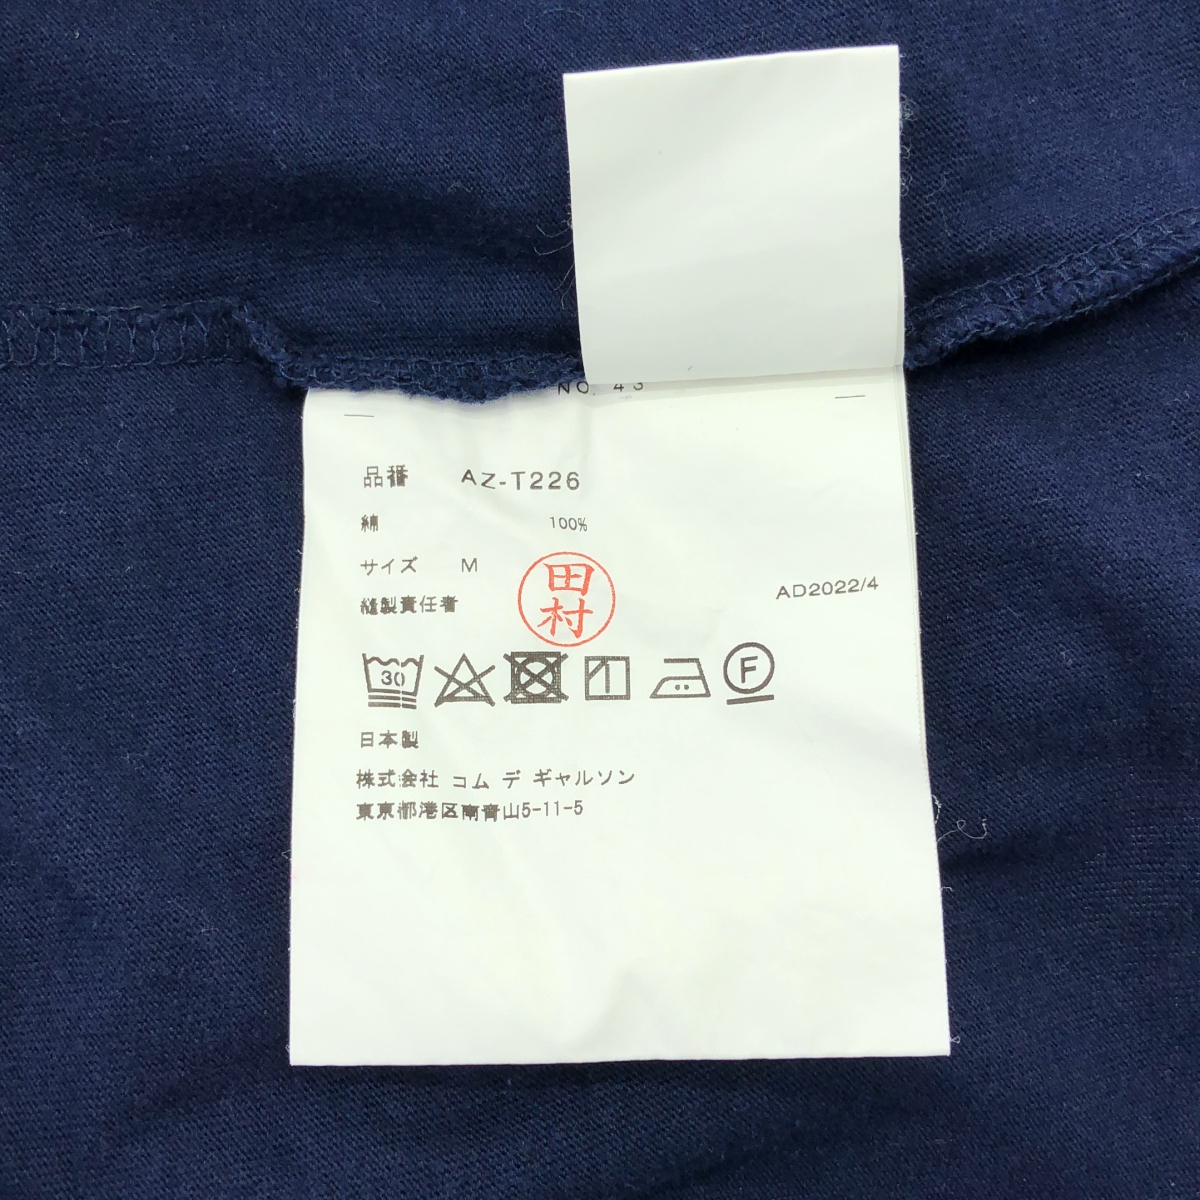 NO. 43
品番 AZ-T226
綿 100%
サイズ M
縫製責任者 田村
AD2022/4
30 F
日本製
株式会社 コム デ ギャルソン
東京都港区南青山5-11-5